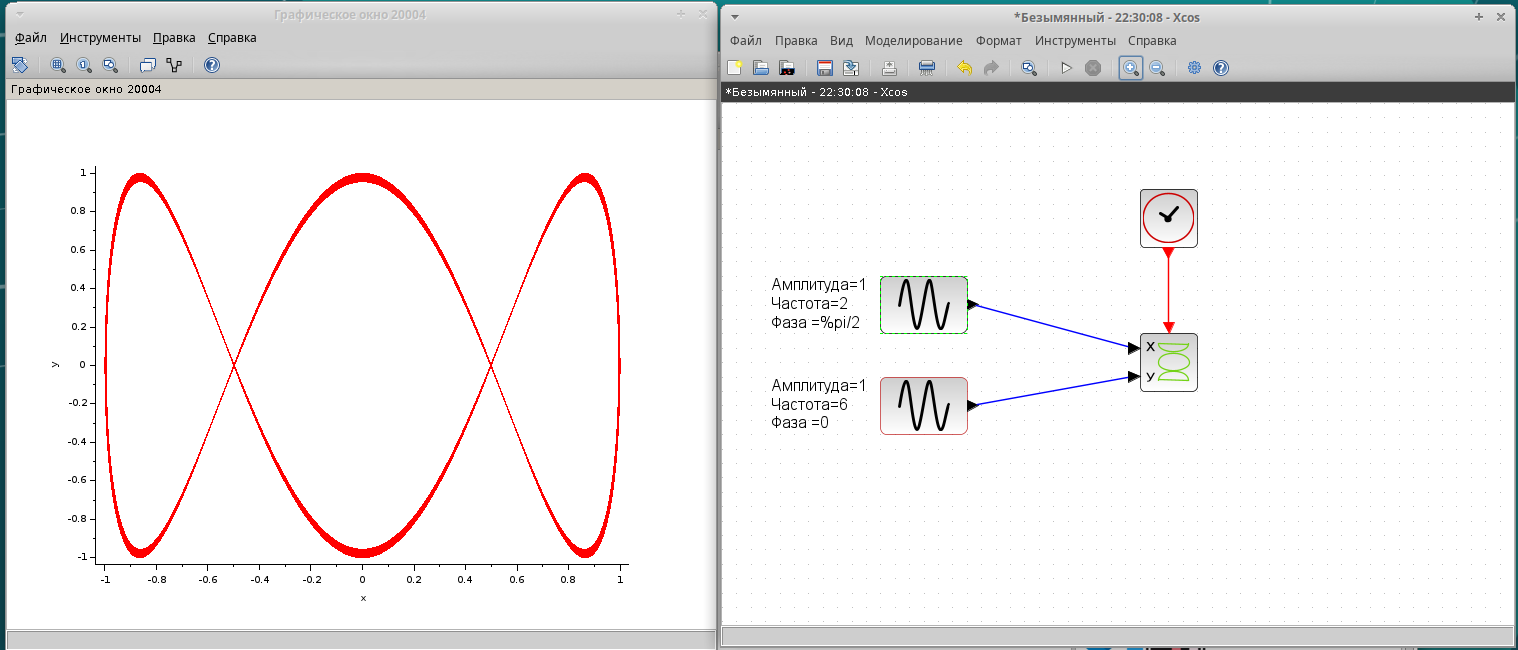 Графическое окно 20004
Файл Инструменты Правка Справка
Графическое окно 20004
1
0.8
0.6
0.4
0.2
0
-0.2
-0.4
-0.6
-0.8
-1
y
-1 -0.8 -0.6 -0.4 -0.2 0 0.2 0.4 0.6 0.8 1
x
*Безымянный - 22:30:08 - Xcos
Файл Правка Вид Моделирование Формат Инструменты Справка
*Безымянный - 22:30:08 - Xcos
Амплитуда=1
Частота=2
Фаза =%pi/2
Амплитуда=1
Частота=6
Фаза =0
X
y